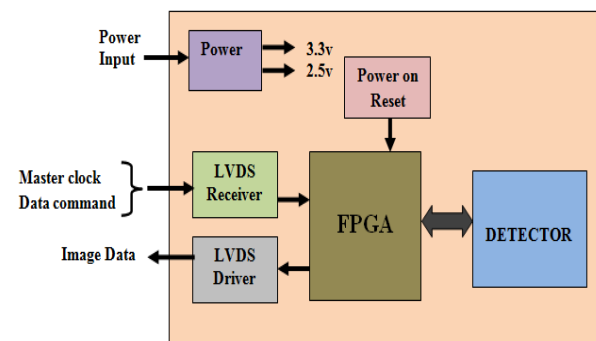 Power
Input
Power
3.3v
2.5v
Power on
Reset
Master clock
Data command
LVDS
Receiver
FPGA
DETECTOR
Image Data
LVDS
Driver